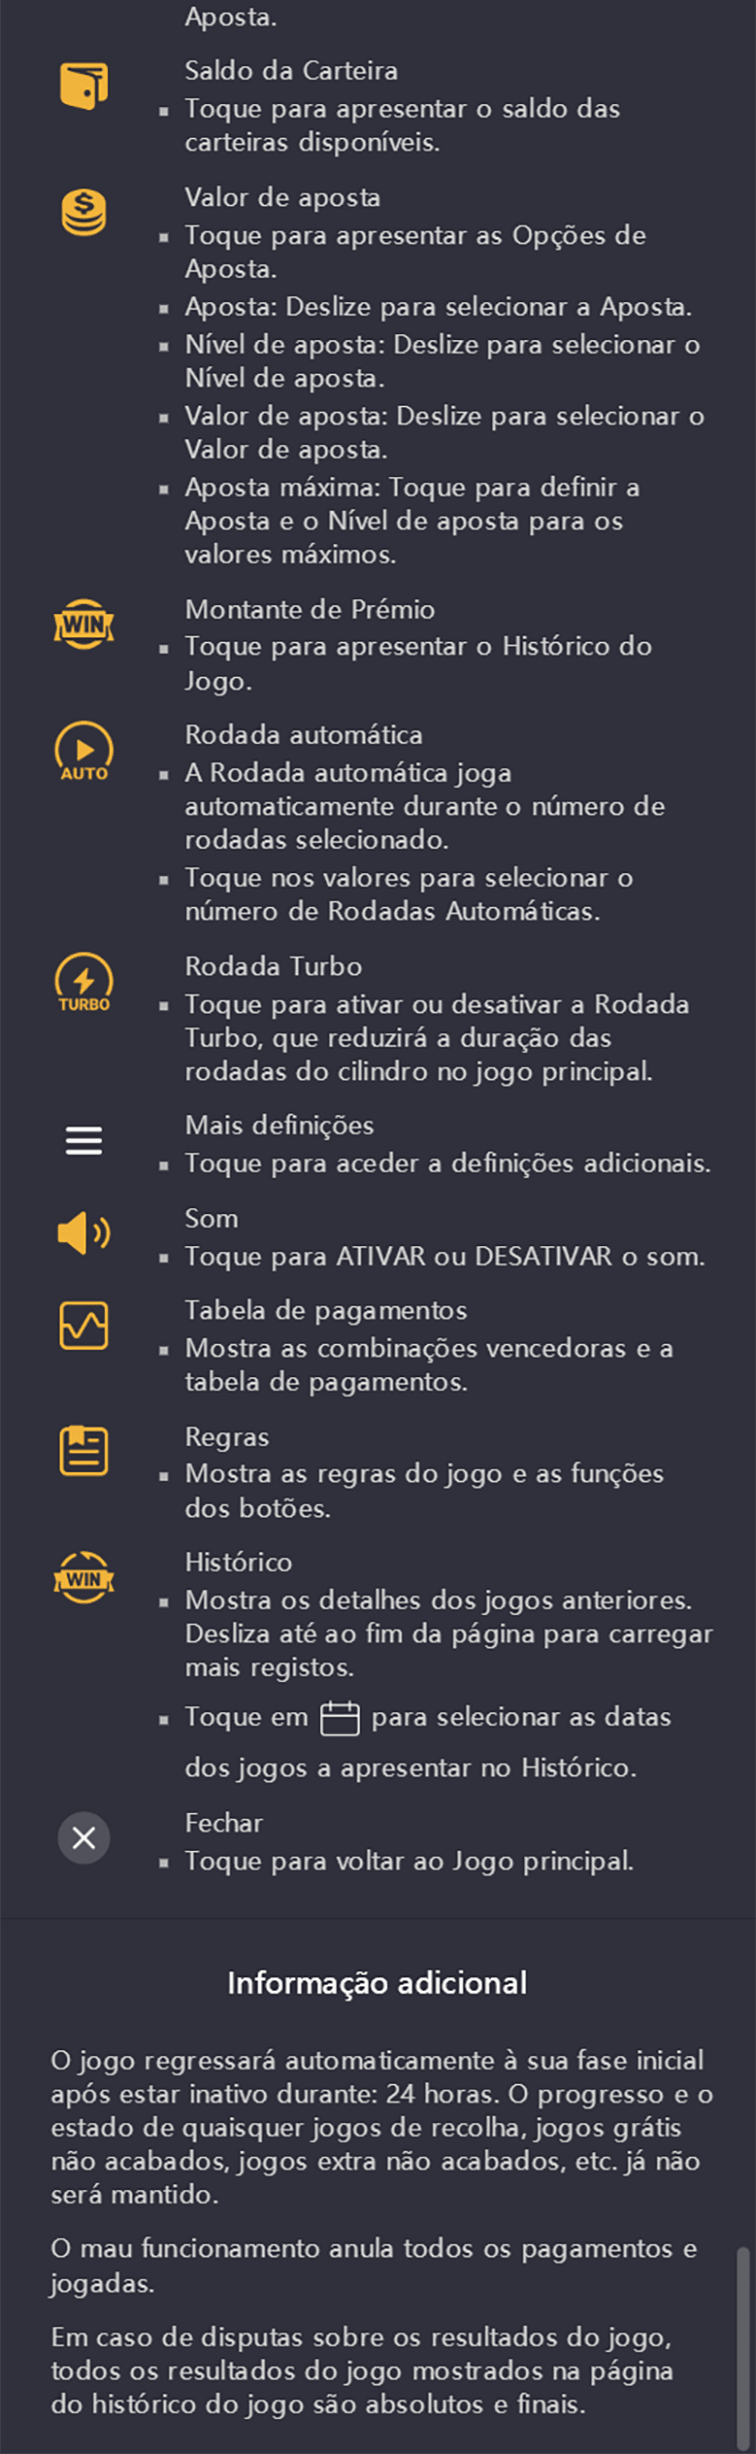 Aposta.
Saldo da Carteira
▪ Toque para apresentar o saldo das
carteiras disponíveis.
Valor de aposta
▪ Toque para apresentar as Opções de
Aposta.
▪ Aposta: Deslize para selecionar a Aposta.
▪ Nível de aposta: Deslize para selecionar o
Nível de aposta.
▪ Valor de aposta: Deslize para selecionar o
Valor de aposta.
▪ Aposta máxima: Toque para definir a
Aposta e o Nível de aposta para os
valores máximos.
WIN
Montante de Prémio
▪ Toque para apresentar o Histórico do
Jogo.
AUTO
Rodada automática
▪ A Rodada automática joga
automaticamente durante o número de
rodadas selecionado.
▪ Toque nos valores para selecionar o
número de Rodadas Automáticas.
TURBO
Rodada Turbo
▪ Toque para ativar ou desativar a Rodada
Turbo, que reduzirá a duração das
rodadas do cilindro no jogo principal.
Mais definições
▪ Toque para aceder a definições adicionais.
Som
▪ Toque para ATIVAR ou DESATIVAR o som.
Tabela de pagamentos
▪ Mostra as combinações vencedoras e a
tabela de pagamentos.
Regras
▪ Mostra as regras do jogo e as funções
dos botões.
WIN
Histórico
▪ Mostra os detalhes dos jogos anteriores.
Desliza até ao fim da página para carregar
mais registos.
▪ Toque em para selecionar as datas
dos jogos a apresentar no Histórico.
Fechar
▪ Toque para voltar ao Jogo principal.
Informação adicional
O jogo regressará automaticamente à sua fase inicial
após estar inativo durante: 24 horas. O progresso e o
estado de quaisquer jogos de recolha, jogos grátis
não acabados, jogos extra não acabados, etc. já não
será mantido.
O mau funcionamento anula todos os pagamentos e
jogadas.
Em caso de disputas sobre os resultados do jogo,
todos os resultados do jogo mostrados na página
do histórico do jogo são absolutos e finais.